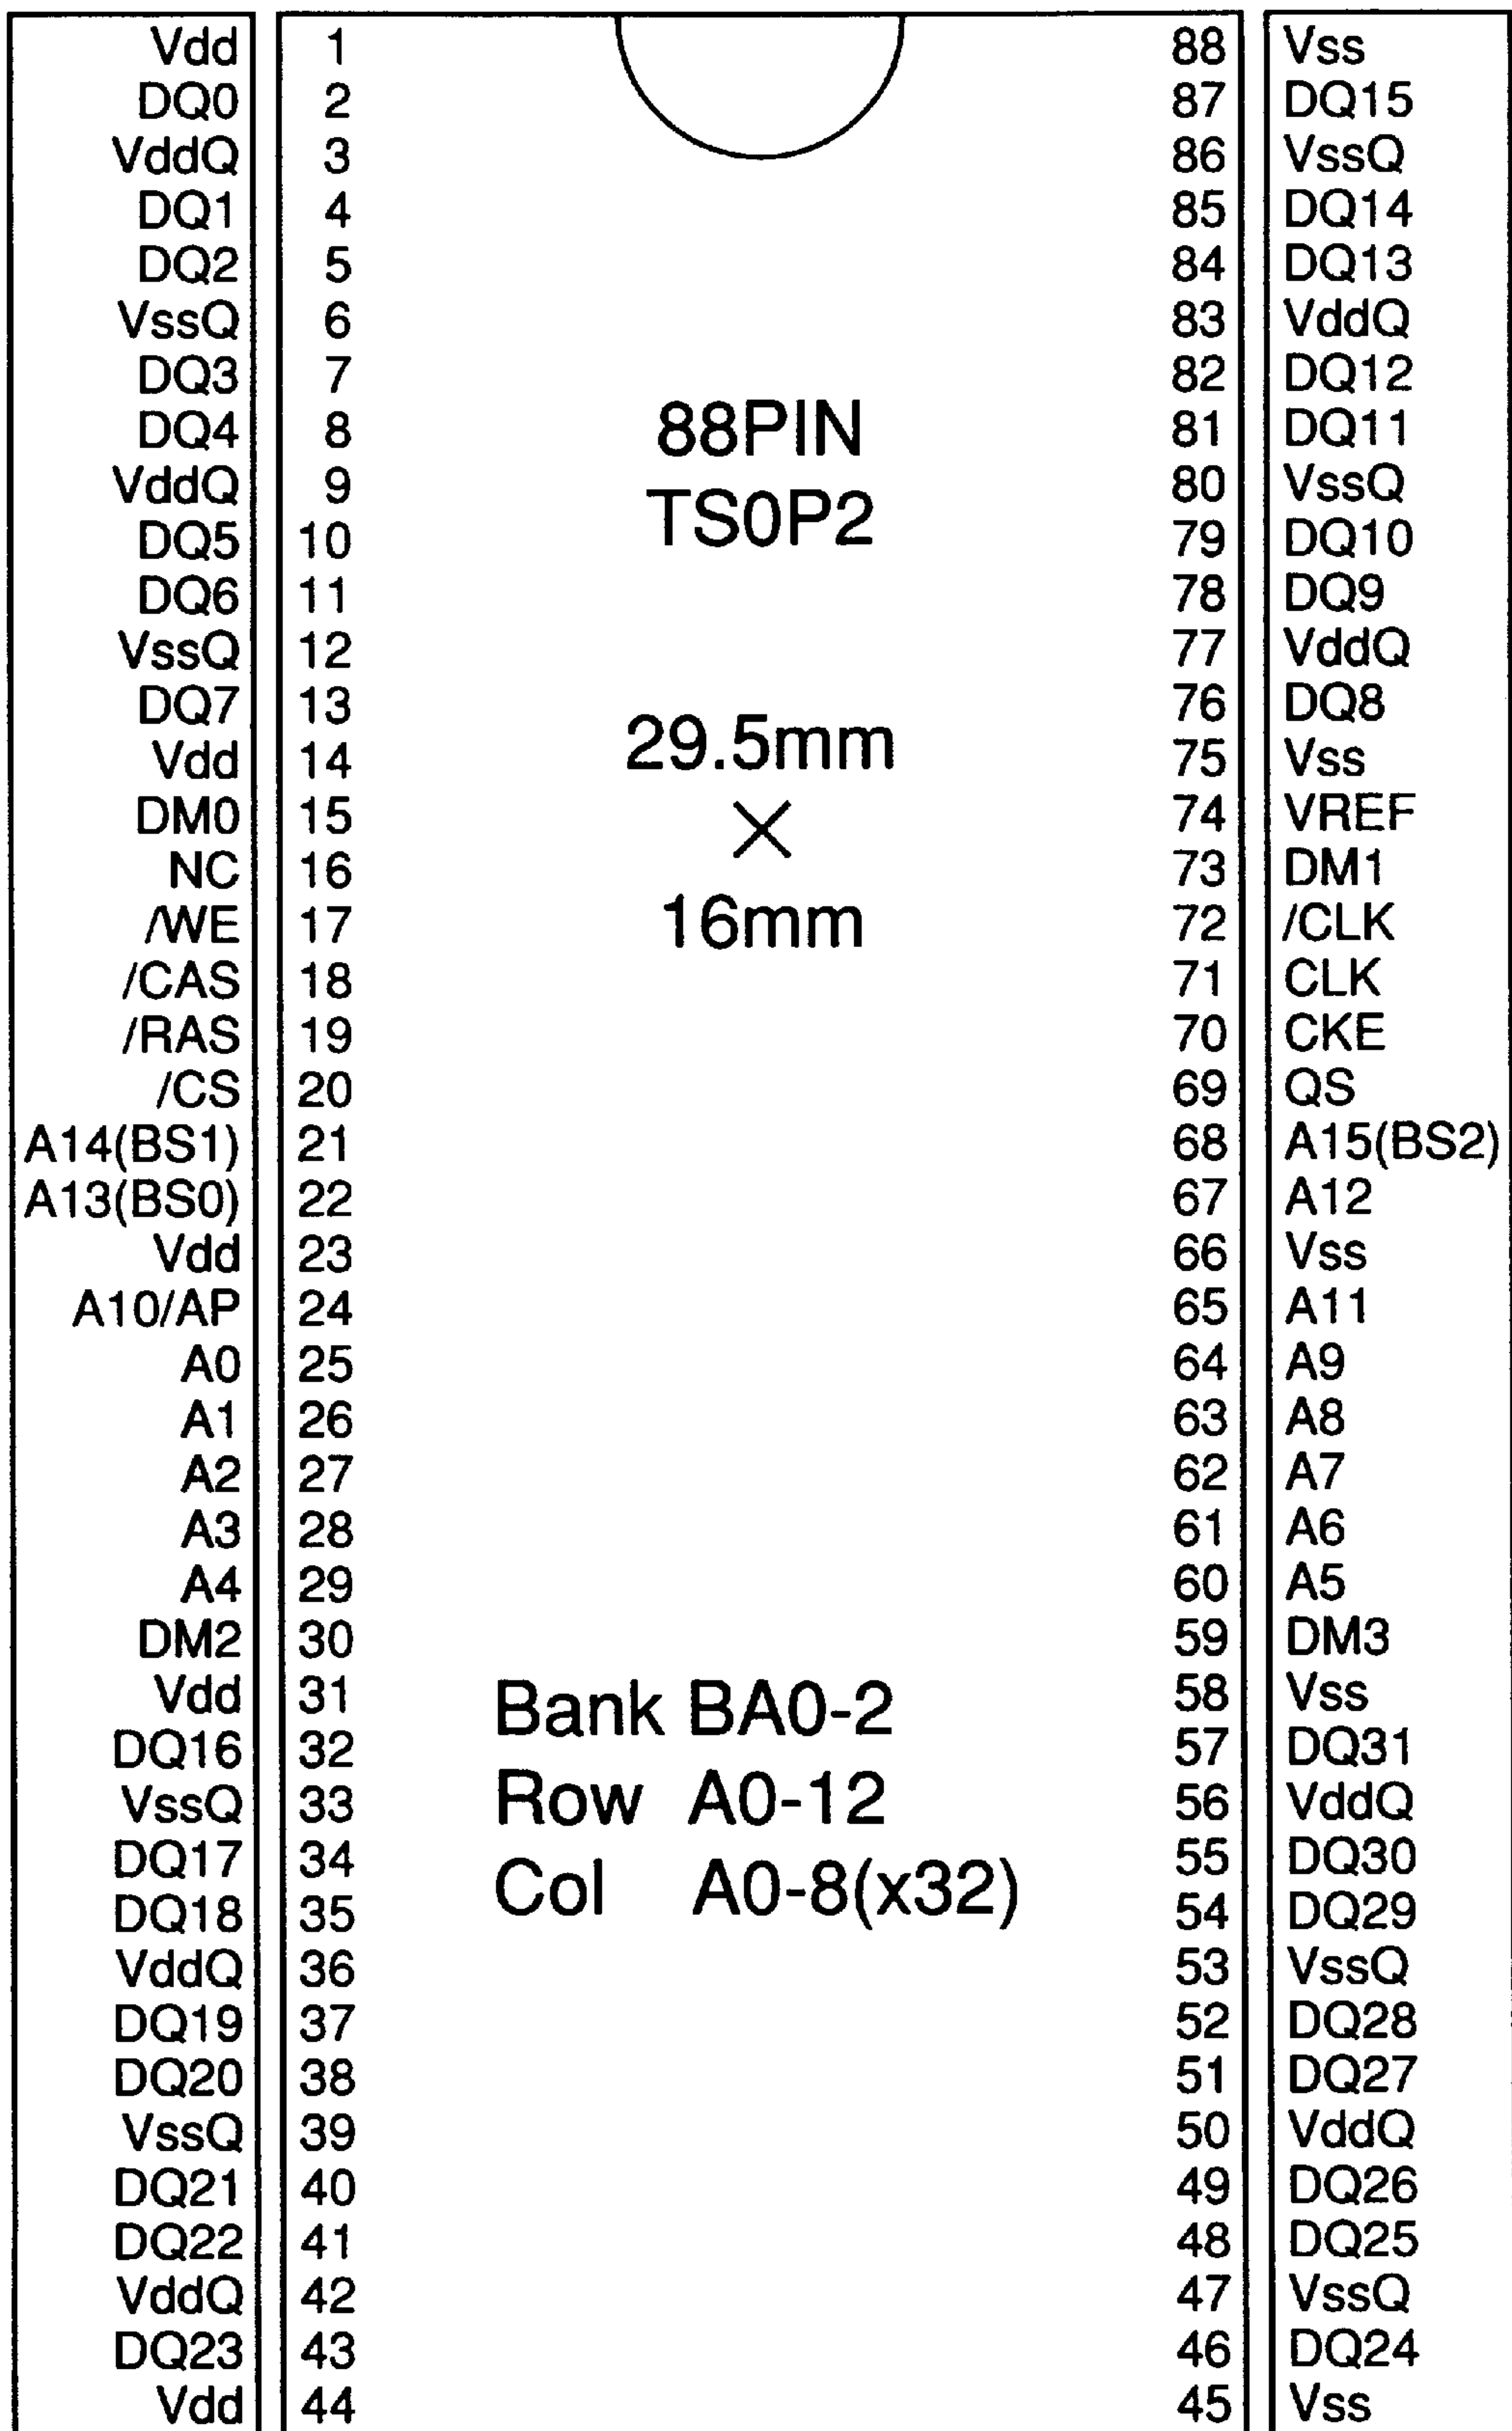 Vdd 1 88 Vss
DQ0 2 87 DQ15
VddQ 3 86 VssQ
DQ1 4 85 DQ14
DQ2 5 84 DQ13
VssQ 6 83 VddQ
DQ3 7 82 DQ12
DQ4 8 81 DQ11
88PIN
VddQ 9 80 VssQ
DQ5 10 79 DQ10
TS0P2
DQ6 11 78 DQ9
VssQ 12 77 VddQ
DQ7 13 76 DQ8
29.5mm
Vdd 14 75 Vss
DM0 15 74 VREF
×
NC 16 73 DM1
/WE 17 72 /CLK
16mm
/CAS 18 71 CLK
/RAS 19 70 CKE
/CS 20 69 QS
A14(BS1) 21 68 A15(BS2)
A13(BS0) 22 67 A12
Vdd 23 66 Vss
A10/AP 24 65 A11
A0 25 64 A9
A1 26 63 A8
A2 27 62 A7
A3 28 61 A6
A4 29 60 A5
DM2 30 59 DM3
Vdd 31 58 Vss
Bank BA0-2
DQ16 32 57 DQ31
VssQ 33 56 VddQ
Row A0-12
DQ17 34 55 DQ30
Col A0-8(x32)
DQ18 35 54 DQ29
VddQ 36 53 VssQ
DQ19 37 52 DQ28
DQ20 38 51 DQ27
VssQ 39 50 VddQ
DQ21 40 49 DQ26
DQ22 41 48 DQ25
VddQ 42 47 VssQ
DQ23 43 46 DQ24
Vdd 44 45 Vss